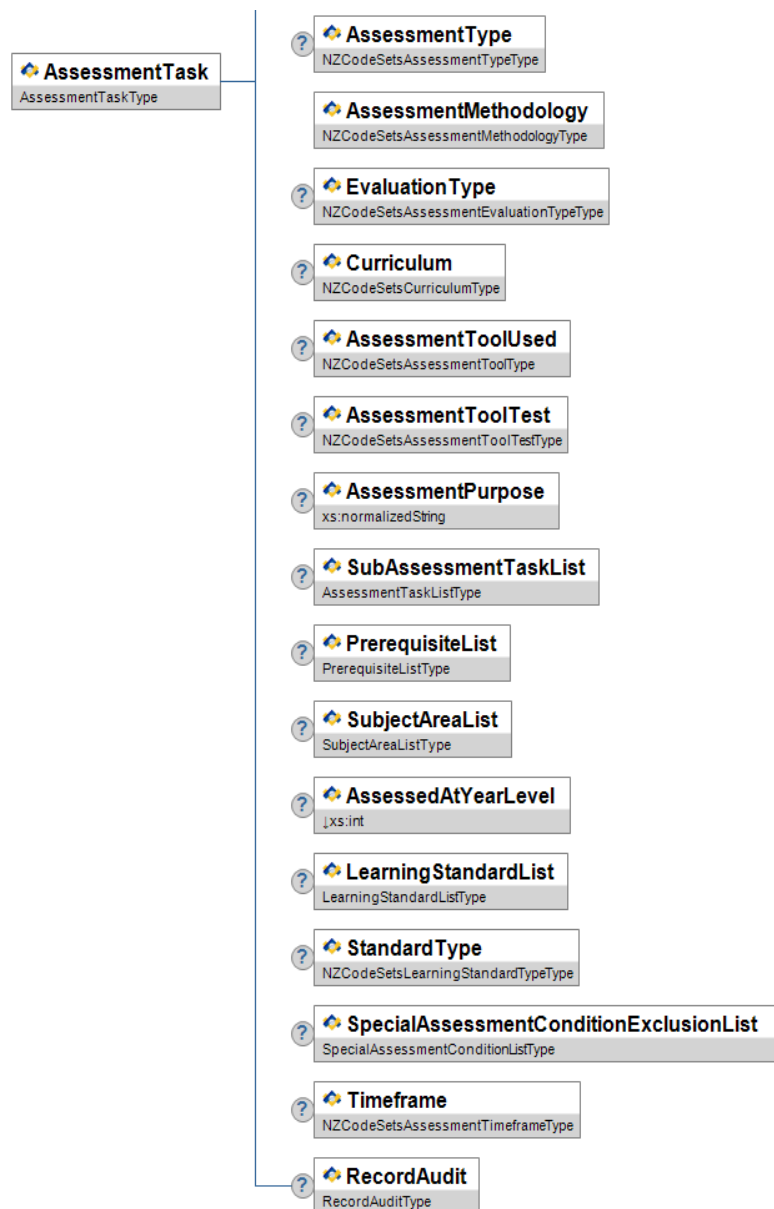 AssessmentTask
AssessmentTaskType
?
AssessmentType
NZCodeSetsAssessmentTypeType
AssessmentMethodology
NZCodeSetsAssessmentMethodologyType
?
EvaluationType
NZCodeSetsAssessmentEvaluationTypeType
?
Curriculum
NZCodeSetsCurriculumType
?
AssessmentToolUsed
NZCodeSetsAssessmentToolType
?
AssessmentToolTest
NZCodeSetsAssessmentToolTestType
?
AssessmentPurpose
xs:normalizedString
?
SubAssessmentTaskList
AssessmentTaskListType
?
PrerequisiteList
PrerequisiteListType
?
SubjectAreaList
SubjectAreaListType
?
AssessedAtYearLevel
↓xs:int
?
LearningStandardList
LearningStandardListType
?
StandardType
NZCodeSetsLearningStandardTypeType
?
SpecialAssessmentConditionExclusionList
SpecialAssessmentConditionListType
?
Timeframe
NZCodeSetsAssessmentTimeframeType
?
RecordAudit
RecordAuditType